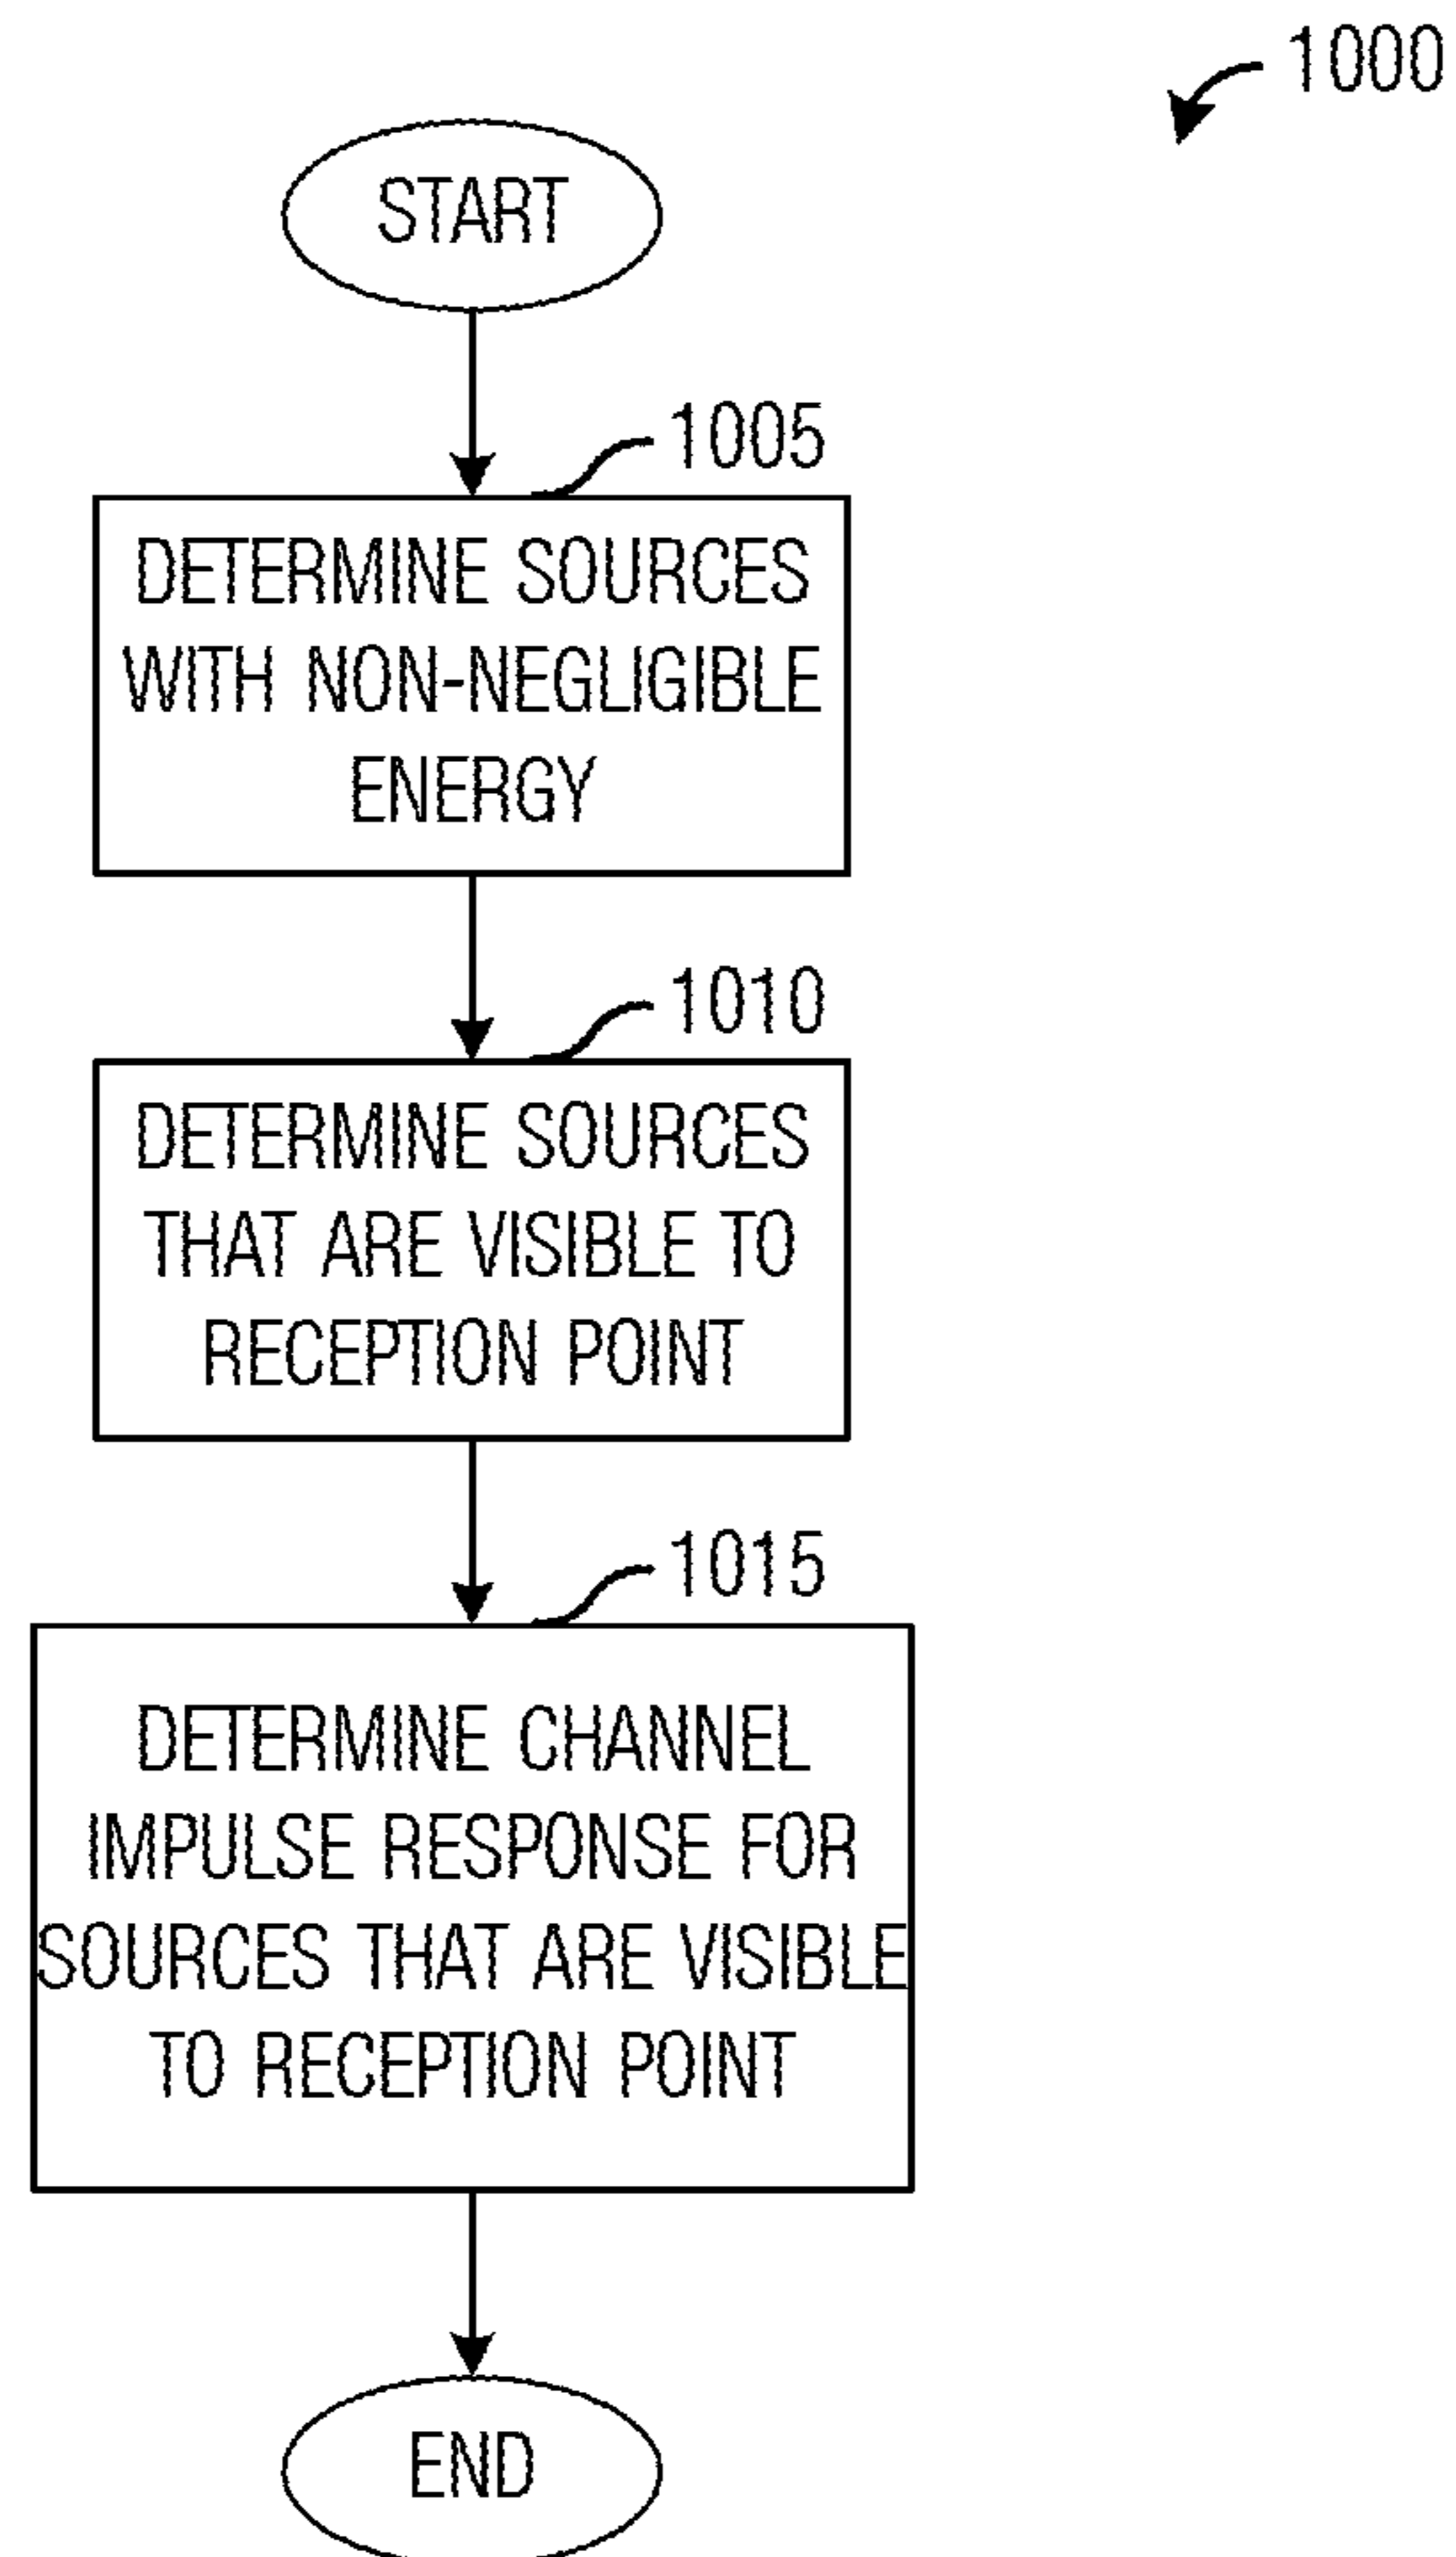 1000
START
1005
DETERMINE SOURCES
WITH NON-NEGLIGIBLE
ENERGY
1010
DETERMINE SOURCES
THAT ARE VISIBLE TO
RECEPTION POINT
1015
DETERMINE CHANNEL
IMPULSE RESPONSE FOR
SOURCES THAT ARE VISIBLE
TO RECEPTION POINT
END